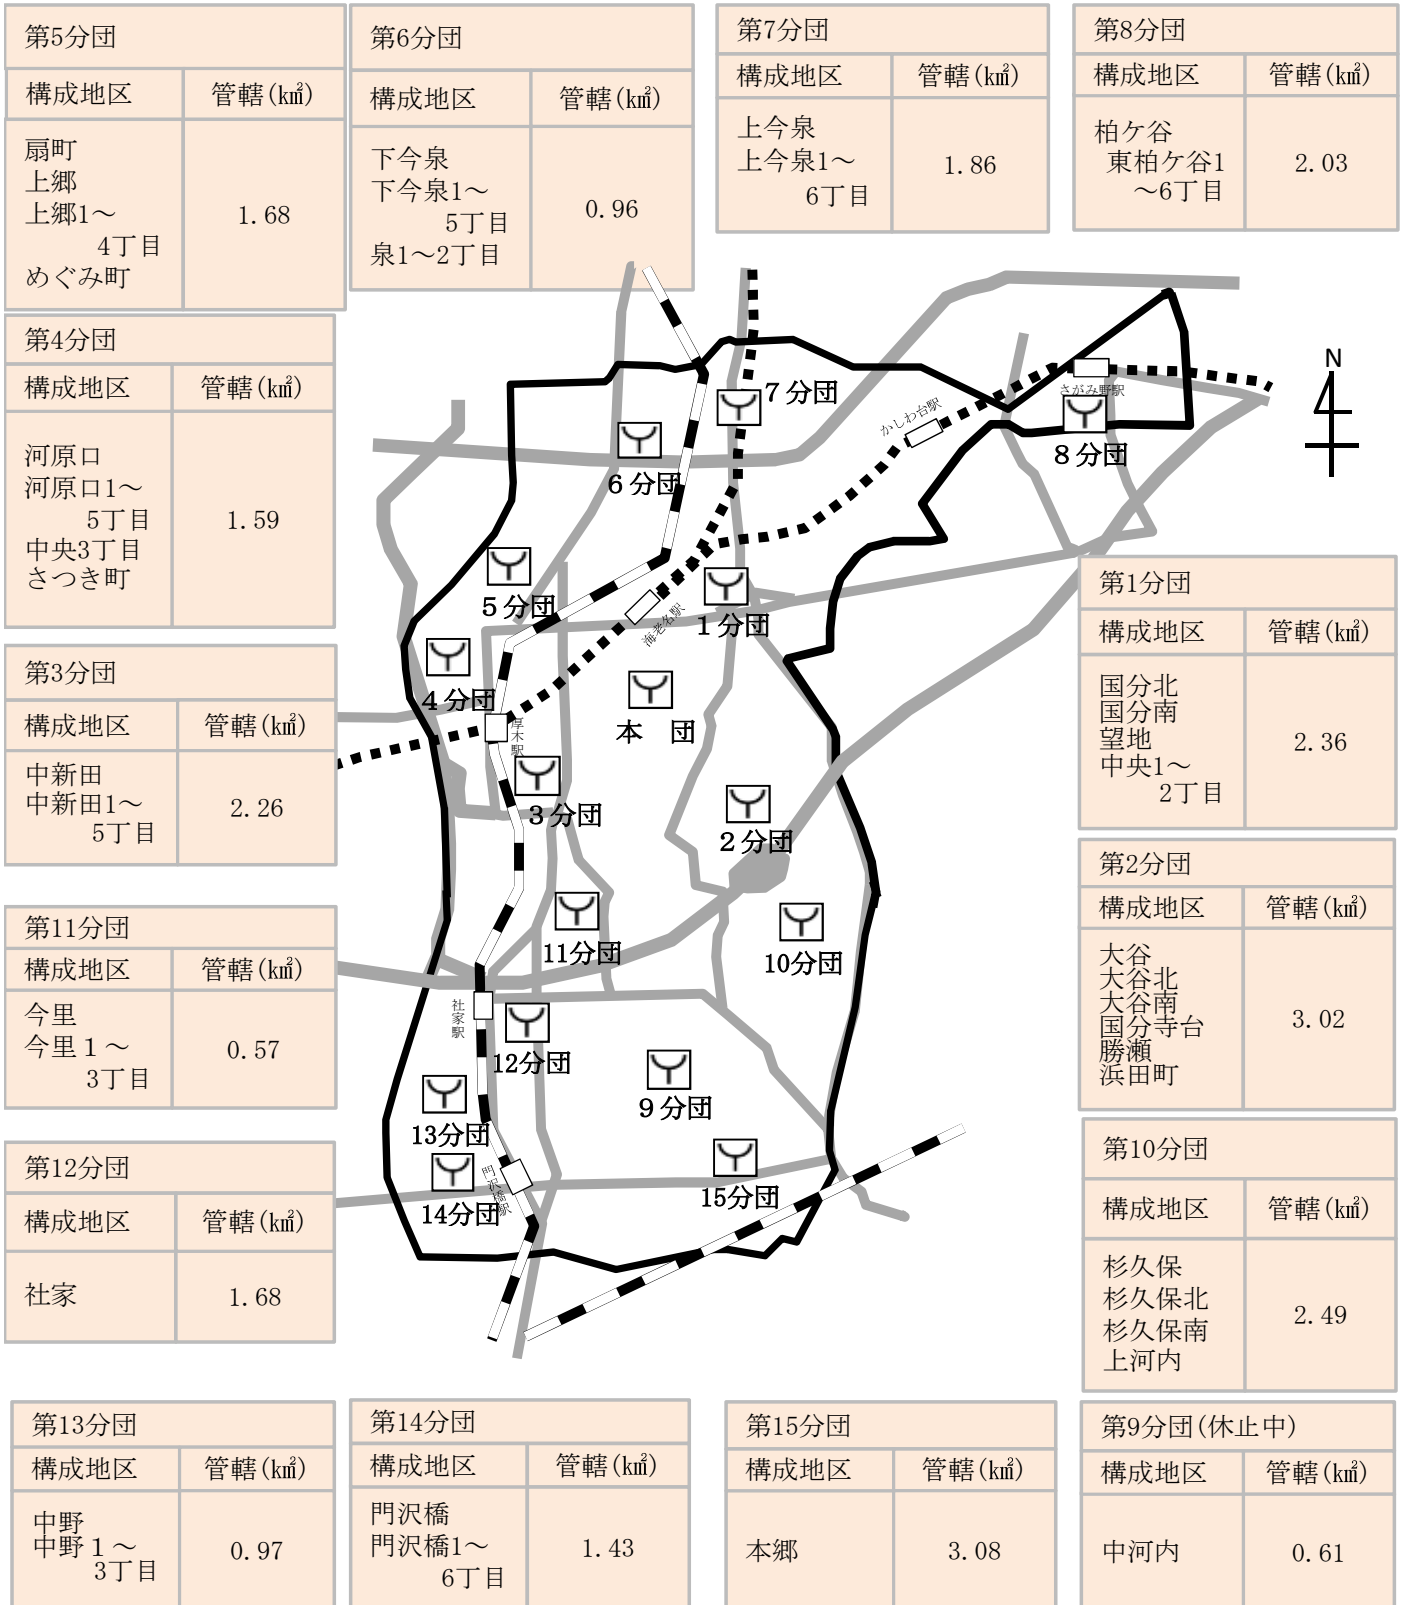 第5分団
構成地区 管轄(k㎡)
扇町
上郷
上郷1～
4丁目
めぐみ町
1.68
第6分団
構成地区 管轄(k㎡)
下今泉
下今泉1～
5丁目
泉1～2丁目
0.96
第7分団
構成地区 管轄(k㎡)
上今泉
上今泉1～
6丁目
1.86
第8分団
構成地区 管轄(k㎡)
柏ケ谷
東柏ケ谷1
～6丁目
2.03
第4分団
構成地区 管轄(k㎡)
河原口
河原口1～
5丁目
中央3丁目
さつき町
1.59
第3分団
構成地区 管轄(k㎡)
中新田
中新田1～
5丁目
2.26
第11分団
構成地区 管轄(k㎡)
今里
今里１～
3丁目
0.57
第12分団
構成地区 管轄(k㎡)
社家
1.68
N
７分団
さがみ野駅
かしわ台駅
８分団
６分団
５分団
海老名駅
１分団
４分団
厚木駅
本 団
３分団
２分団
11分団
10分団
社家駅
12分団
９分団
13分団
門沢橋駅
14分団
15分団
第1分団
構成地区 管轄(k㎡)
国分北
国分南
望地
中央1～
2丁目
2.36
第2分団
構成地区 管轄(k㎡)
大谷
大谷北
大谷南
国分寺台
勝瀬
浜田町
3.02
第10分団
構成地区 管轄(k㎡)
杉久保
杉久保北
杉久保南
上河内
2.49
第13分団
構成地区 管轄(k㎡)
中野
中野１～
3丁目
0.97
第14分団
構成地区 管轄(k㎡)
門沢橋
門沢橋1～
6丁目
1.43
第15分団
構成地区 管轄(k㎡)
本郷
3.08
第9分団(休止中)
構成地区 管轄(k㎡)
中河内
0.61